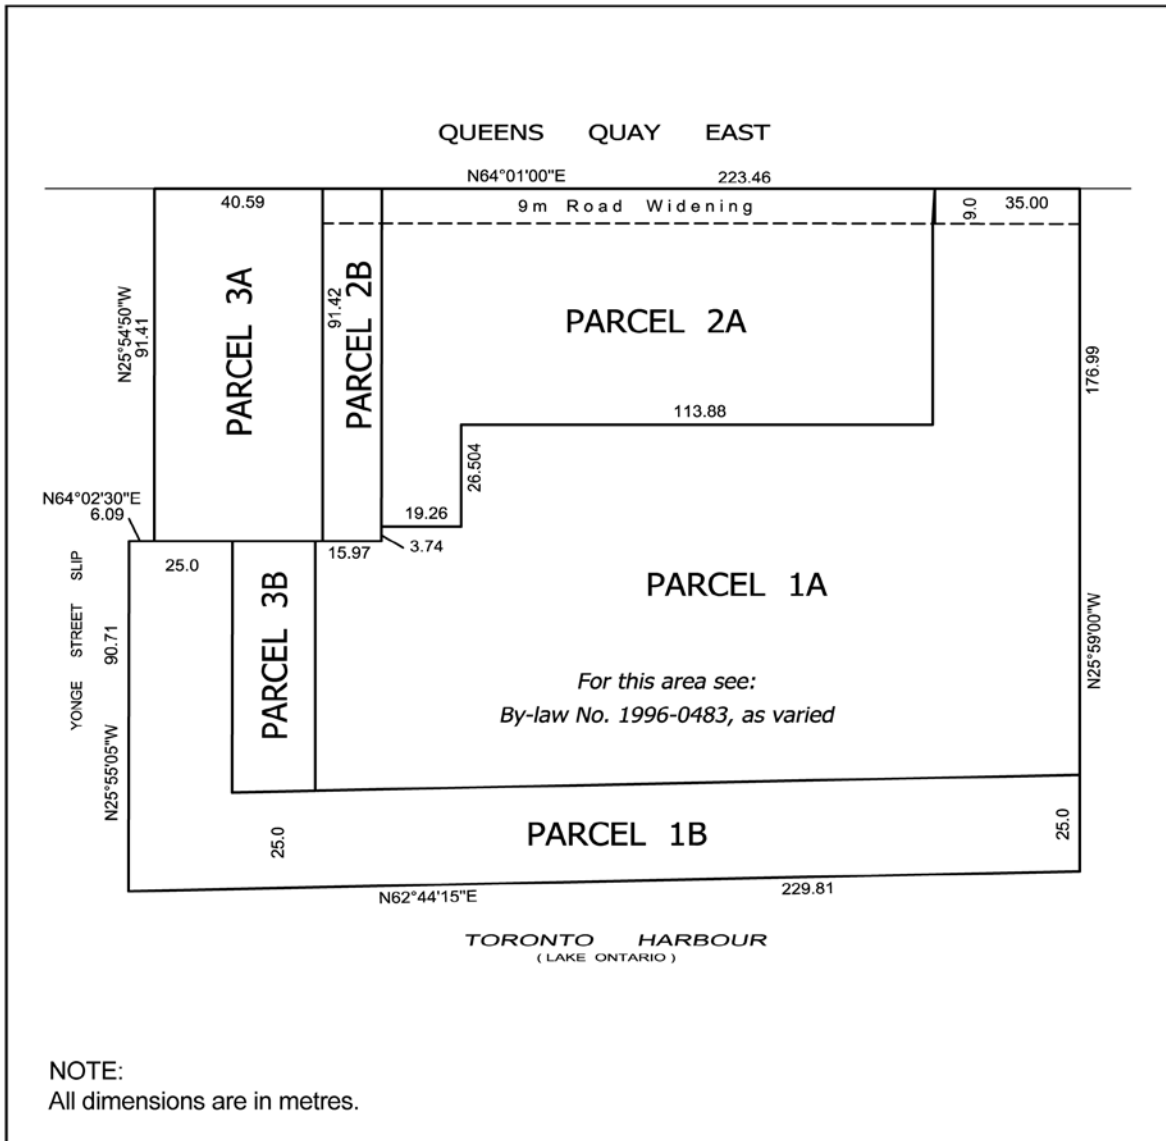 QUEENS QUAY EAST
N64°01'00"E 223.46
40.59
9m Road Widening
9.0
35.00
PARCEL 3A
PARCEL 2B
91.42
PARCEL 2A
N25°54'50"W
91.41
176.99
113.88
26.504
N64°02'30"E
6.09
19.26
3.74
25.0
15.97
YONGE STREET SLIP
90.71
N25°55'05"W
PARCEL 3B
PARCEL 1A
N25°59'00"W
For this area see:
By-law No. 1996-0483, as varied
25.0
PARCEL 1B
25.0
N62°44'15"E
229.81
TORONTO HARBOUR
( LAKE ONTARIO )
NOTE:
All dimensions are in metres.